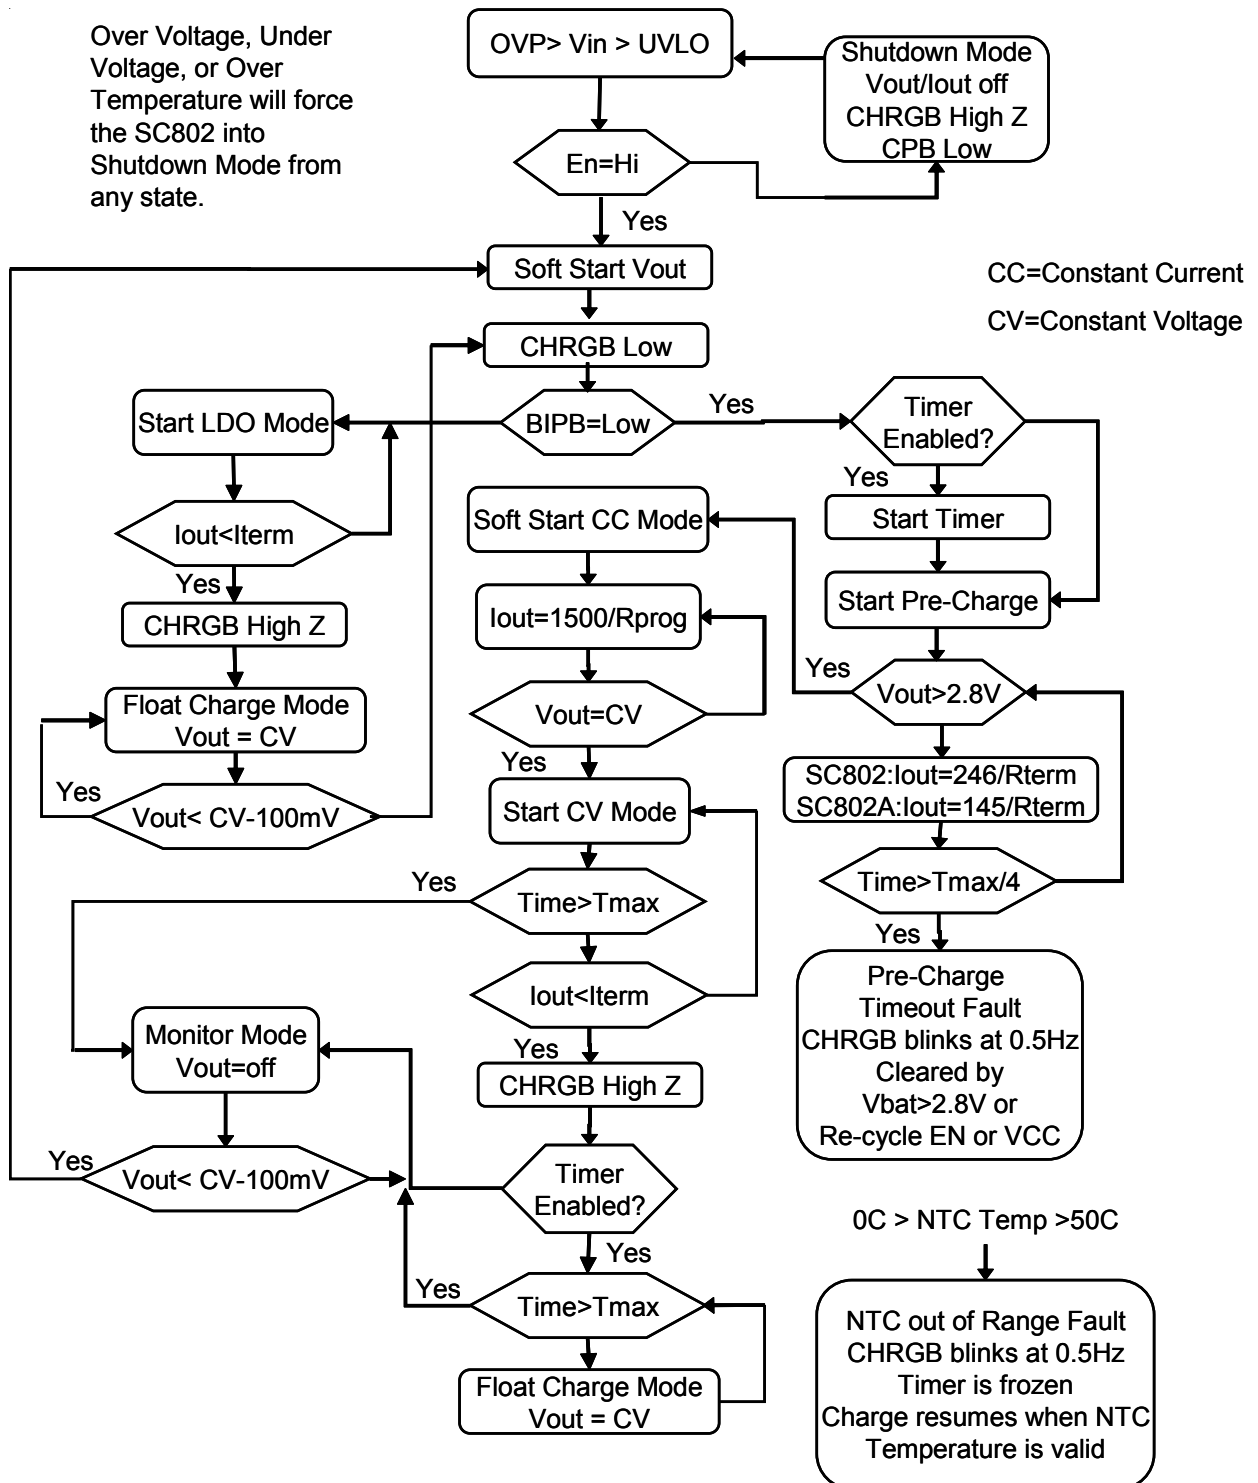 Over Voltage, Under
Voltage, or Over
Temperature will force
the SC802 into
Shutdown Mode from
any state.
OVP> Vin > UVLO
Shutdown Mode
Vout/Iout off
CHRGB High Z
CPB Low
En=Hi
Yes
Soft Start Vout
CC=Constant Current
CV=Constant Voltage
CHRGB Low
BIPB=Low
Yes
Timer
Enabled?
Start LDO Mode
Yes
Iout<Iterm
Soft Start CC Mode
Start Timer
Yes
CHRGB High Z
Iout=1500/Rprog
Start Pre-Charge
Yes
Vout>2.8V
Float Charge Mode
Vout = CV
Vout=CV
Yes
Yes
Vout< CV-100mV
Start CV Mode
SC802:Iout=246/Rterm
SC802A:Iout=145/Rterm
Yes
Time>Tmax
Time>Tmax/4
Yes
Iout<Iterm
Pre-Charge
Timeout Fault
CHRGB blinks at 0.5Hz
Cleared by
Vbat>2.8V or
Re-cycle EN or VCC
Monitor Mode
Vout=off
Yes
CHRGB High Z
Yes
Vout< CV-100mV
Timer
Enabled?
Yes
Yes
Time>Tmax
Float Charge Mode
Vout = CV
0C > NTC Temp >50C
NTC out of Range Fault
CHRGB blinks at 0.5Hz
Timer is frozen
Charge resumes when NTC
Temperature is valid